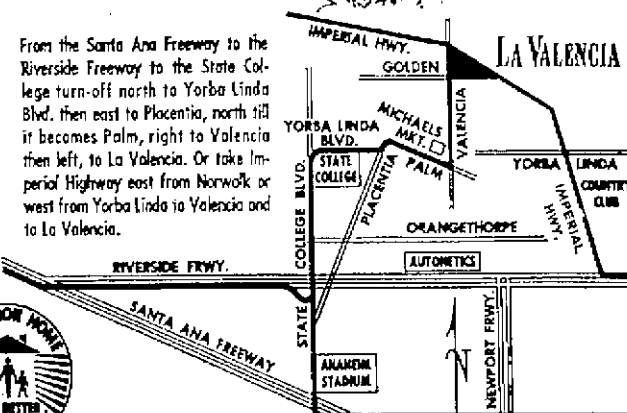 From the Santa Ana Freeway to the
Riverside Freeway to the State Col-
lege turn-off north to Yorba Linda
Blvd. then east to Placentia, north till
it becomes Palm, right to Valencia
then left, to La Valencia. Or take Im-
perial Highway east from Norwalk or
west from Yorba Linda to Valencia and
to La Valencia.
IMPERIAL HWY.
LA VALENCIA
GOLDEN
VALENCIA
MICHAELS
MKT.
YORBA LINDA
BLVD.
STATE
COLLEGE
PLACENTIA
PALM
YORBA LINDA
COUNTRY
CLUB
IMPERIAL
HWY.
ORANGETHORPE
AUTONETICS
STATE COLLEGE BLVD.
RIVERSIDE FRWY.
SANTA ANA FREEWAY
ANAHEIM
STADIUM
N
NEWPORT FRWY.
HOME
BETTER